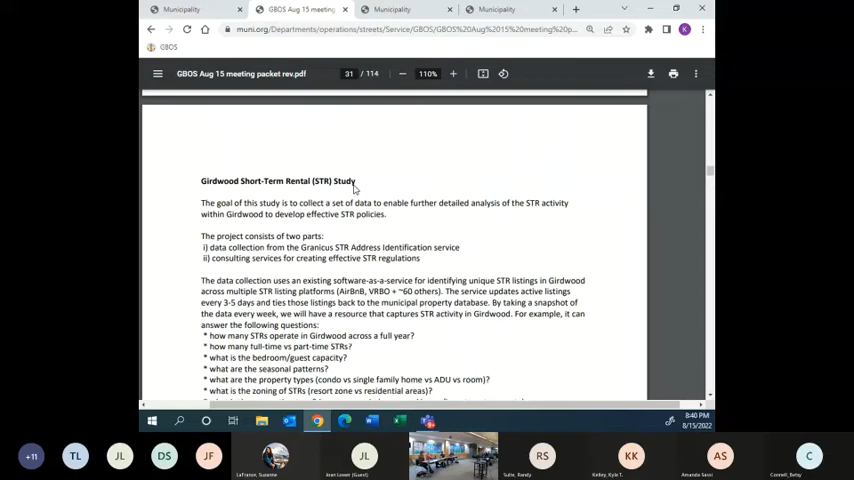 Municipality
GBOS Aug 15 meeting
Municipality
Municipality
muni.org/Departments/operations/streets/Service/GBOS/GBOS%20Aug%2015%20meeting%20p...
K
GBOS
GBOS Aug 15 meeting packet rev.pdf
31 / 114
110%
Girdwood Short-Term Rental (STR) Study
The goal of this study is to collect a set of data to enable further detailed analysis of the STR activity
within Girdwood to develop effective STR policies.
The project consists of two parts:
i) data collection from the Granicus STR Address Identification service
ii) consulting services for creating effective STR regulations
The data collection uses an existing software-as-a-service for identifying unique STR listings in Girdwood
across multiple STR listing platforms (AirBnB, VRBO + ~60 others). The service updates active listings
every 3-5 days and ties those listings back to the municipal property database. By taking a snapshot of
the data every week, we will have a resource that captures STR activity in Girdwood. For example, it can
answer the following questions:
* how many STRs operate in Girdwood across a full year?
* how many full-time vs part-time STRs?
* what is the bedroom/guest capacity?
* what are the seasonal patterns?
* what are the property types (condo vs single family home vs ADU vs room)?
* what is the zoning of STRs (resort zone vs residential areas)?
8:40 PM
8/15/2022
+11
TL
JL
DS
JF
JL
RS
KK
AS
C
LaFrance, Suzanne
Joan Lower (Guest)
Sulte, Randy
Kelley, Kyle T.
Amanda Sassi
Connell, Betsy